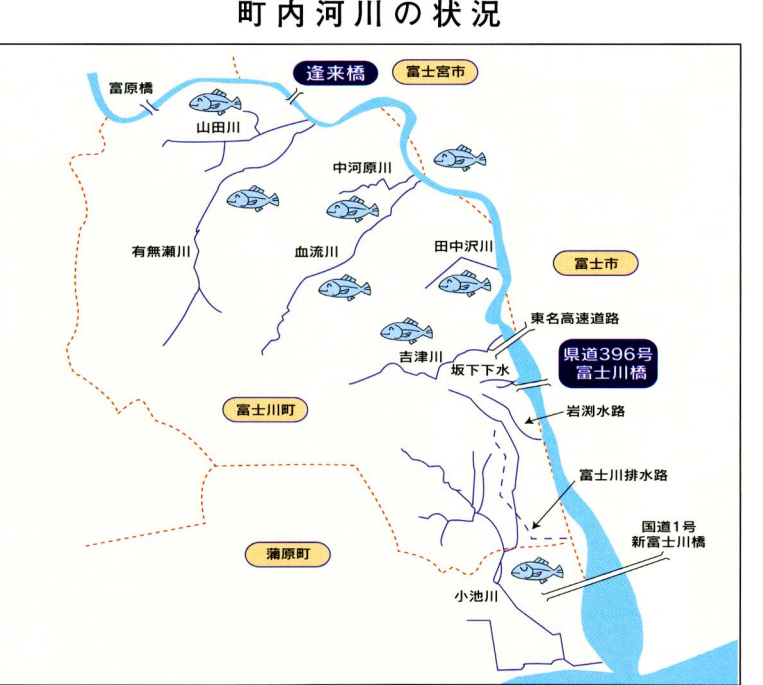 町内河川の状況
富原橋
逢来橋
富士宮市
山田川
中河原川
有無瀬川
血流川
田中沢川
富士市
東名高速道路
吉津川
坂下下水
県道396号
富士川橋
富士川町
岩渕水路
富士川排水路
国道1号
新富士川橋
蒲原町
小池川